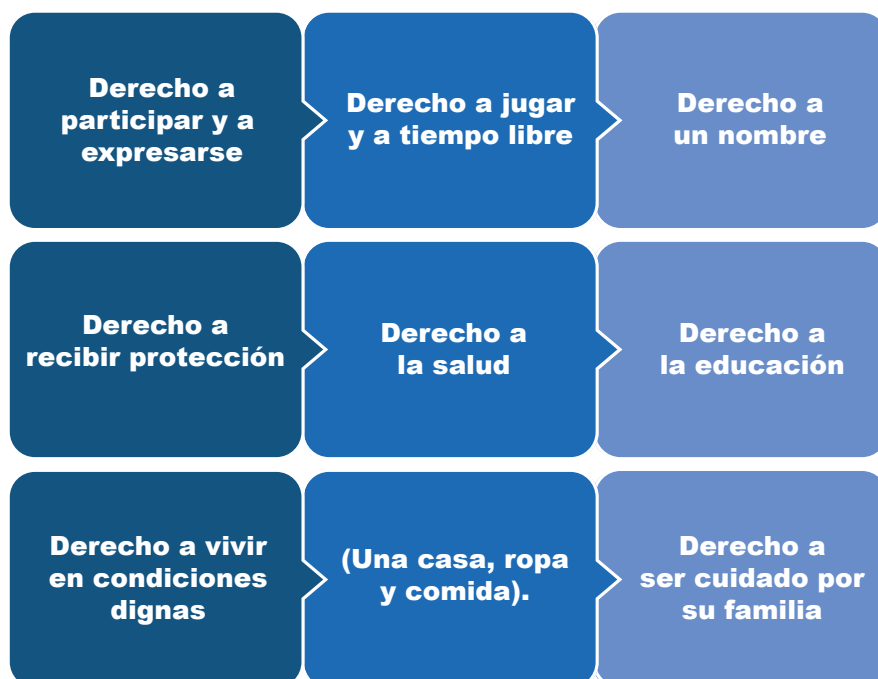 Derecho a
participar y a
expresarse
Derecho a jugar
y a tiempo libre
Derecho a
un nombre
Derecho a
recibir protección
Derecho a
la salud
Derecho a
la educación
Derecho a vivir
en condiciones
dignas
(Una casa, ropa
y comida).
Derecho a
ser cuidado por
su familia